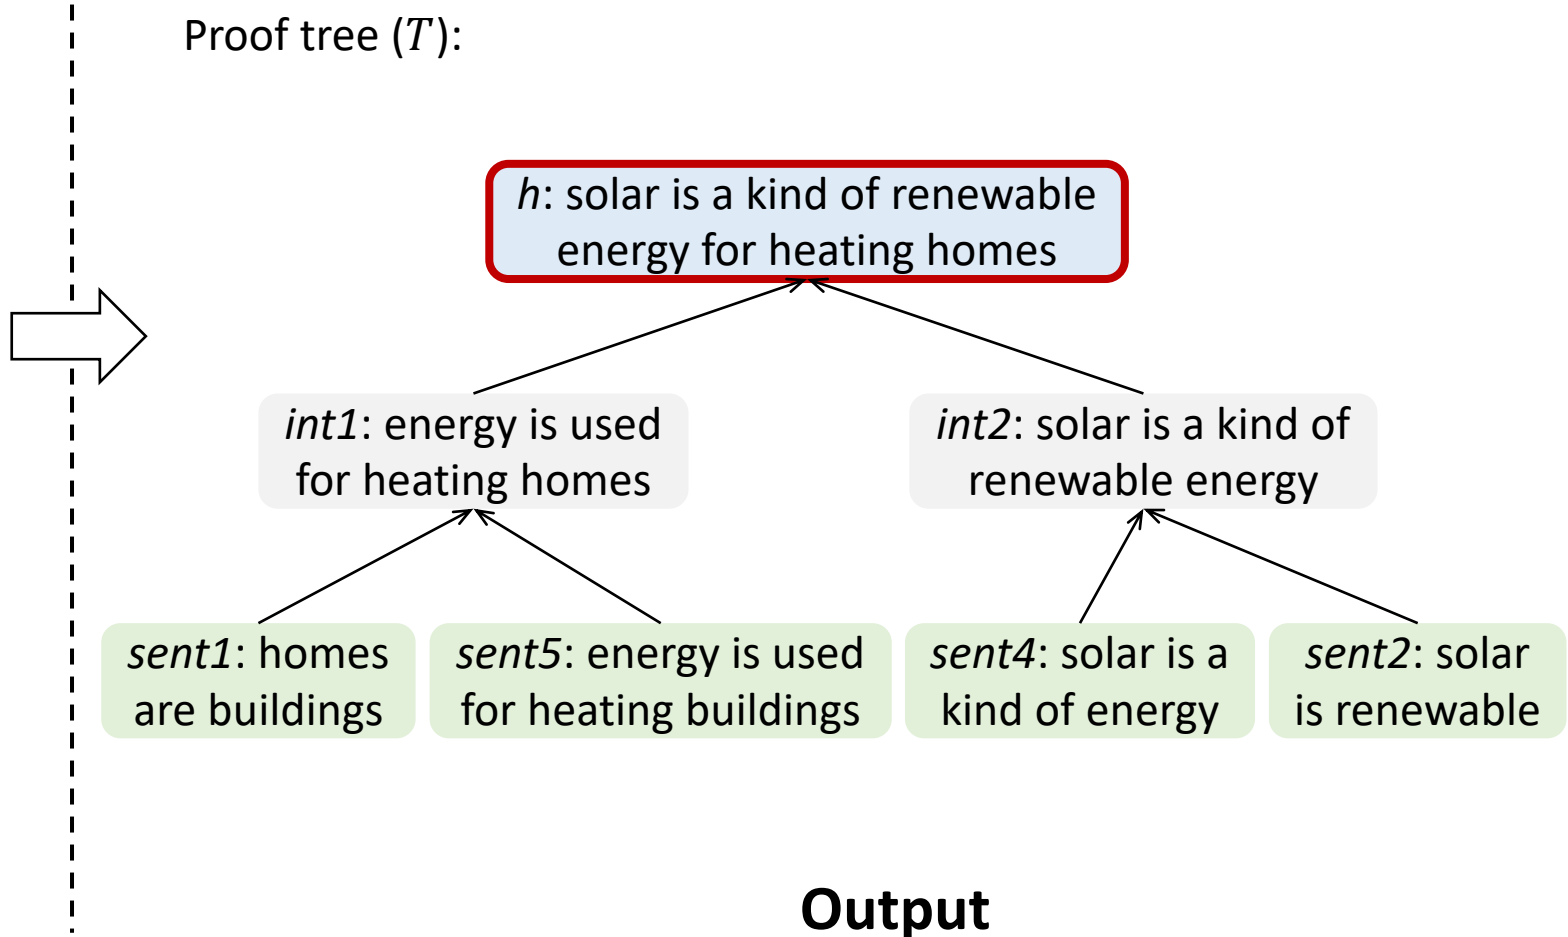 Proof tree (T):
h: solar is a kind of renewable
energy for heating homes
int1: energy is used
for heating homes
int2: solar is a kind of
renewable energy
sent1: homes
are buildings
sent5: energy is used
for heating buildings
sent4: solar is a
kind of energy
sent2: solar
is renewable
Output